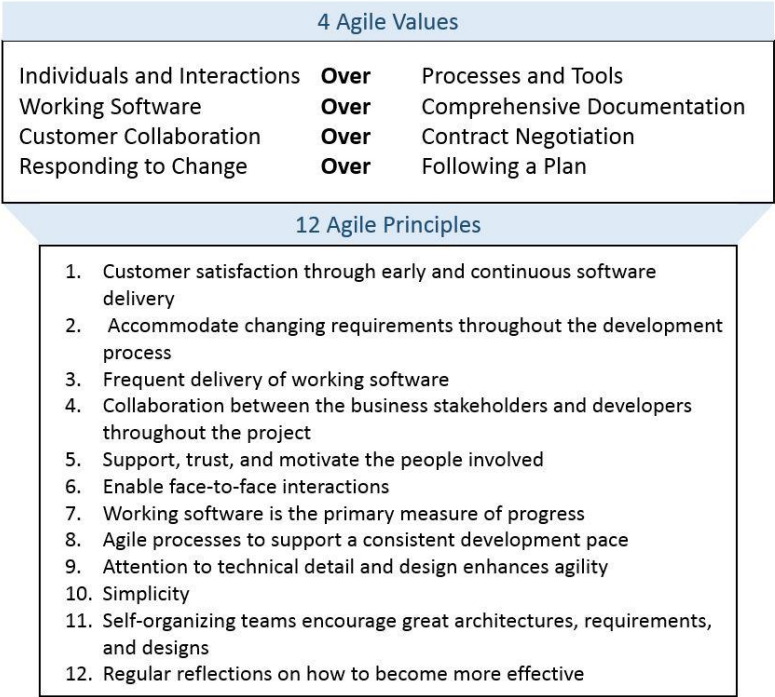 4 Agile Values
Individuals and Interactions Over Processes and Tools
Working Software Over Comprehensive Documentation
Customer Collaboration Over Contract Negotiation
Responding to Change Over Following a Plan
12 Agile Principles
1. Customer satisfaction through early and continuous software
delivery
2. Accommodate changing requirements throughout the development
process
3. Frequent delivery of working software
4. Collaboration between the business stakeholders and developers
throughout the project
5. Support, trust, and motivate the people involved
6. Enable face-to-face interactions
7. Working software is the primary measure of progress
8. Agile processes to support a consistent development pace
9. Attention to technical detail and design enhances agility
10. Simplicity
11. Self-organizing teams encourage great architectures, requirements,
and designs
12. Regular reflections on how to become more effective